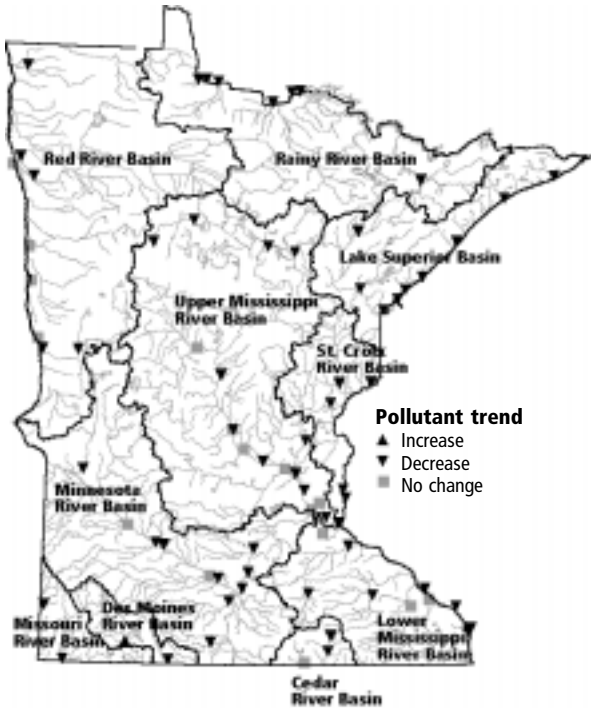 Red River Basin
Rainy River Basin
Lake Superior Basin
Upper Mississippi
River Basin
St. Croix
River Basin
Pollutant trend
Increase
Decrease
No change
Minnesota
River Basin
Des Moines
River Basin
Missouri
River Basin
Lower
Mississippi
River Basin
Cedar
River Basin